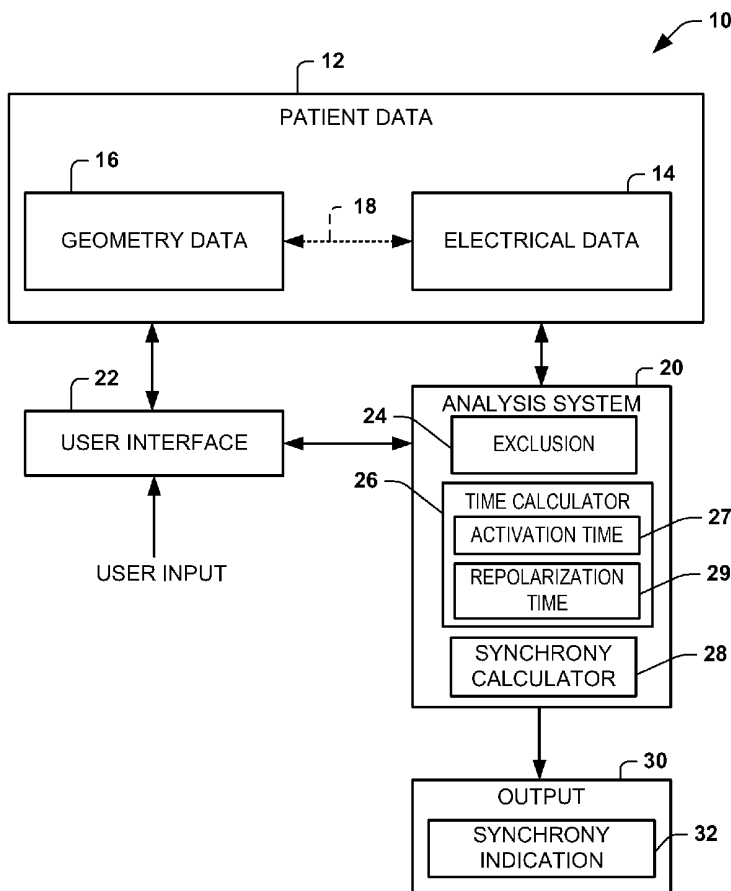 10
12
PATIENT DATA
16
14
18
GEOMETRY DATA
ELECTRICAL DATA
22
20
USER INTERFACE
ANALYSIS SYSTEM
24
EXCLUSION
26
TIME CALCULATOR
27
ACTIVATION TIME
USER INPUT
REPOLARIZATION
TIME
29
SYNCHRONY
CALCULATOR
28
30
OUTPUT
SYNCHRONY
INDICATION
32